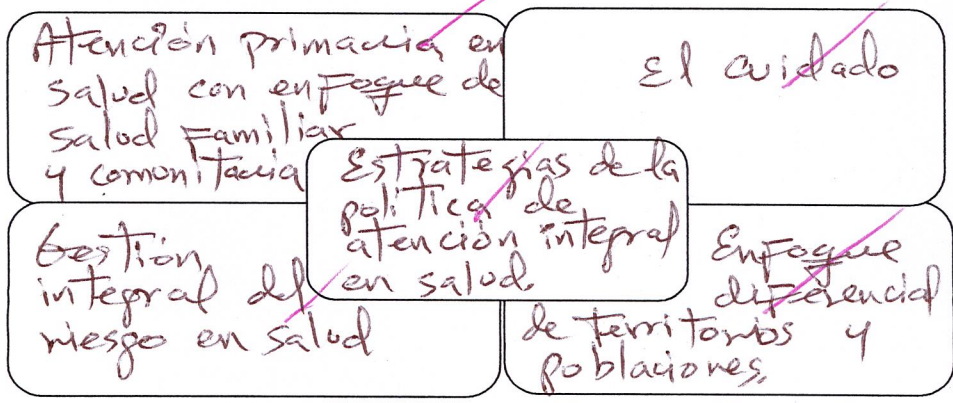 Atención primaria en
salud con enfoque de
salud Familiar
y comunitaria
El cuidado
Estrategias de la
política de
atención integral
en salud.
Gestión
integral del
riesgo en salud
Enfoque
diferencial
de territorios y
poblaciones.